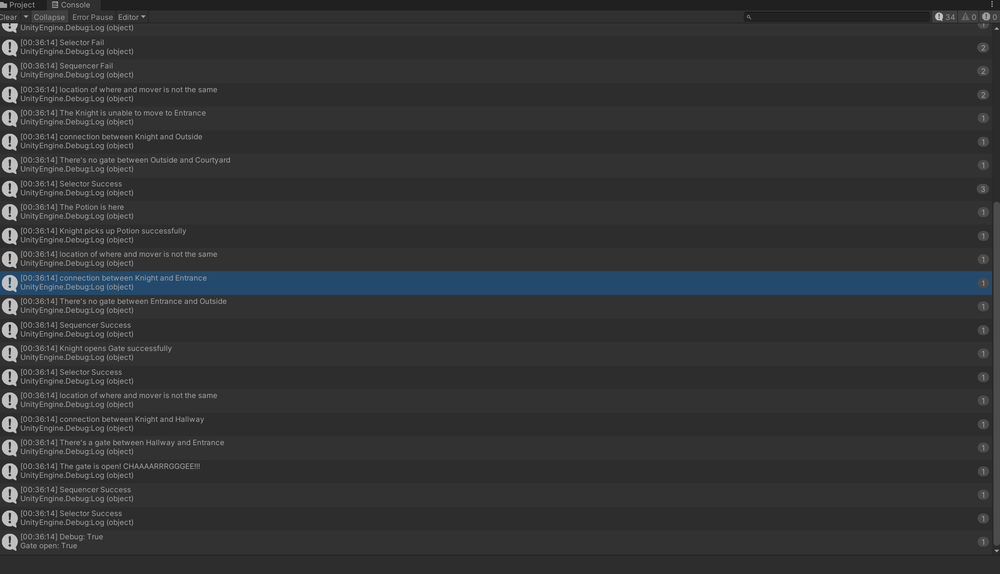 Project
Console
Clear
Collapse
Error Pause
Editor
34
0
0
UnityEngine.Debug:Log (object)
1
[00:36:14] Selector Fail
UnityEngine.Debug:Log (object)
2
[00:36:14] Sequencer Fail
UnityEngine.Debug:Log (object)
2
[00:36:14] location of where and mover is not the same
UnityEngine.Debug:Log (object)
2
[00:36:14] The Knight is unable to move to Entrance
UnityEngine.Debug:Log (object)
1
[00:36:14] connection between Knight and Outside
UnityEngine.Debug:Log (object)
1
[00:36:14] There's no gate between Outside and Courtyard
UnityEngine.Debug:Log (object)
1
[00:36:14] Selector Success
UnityEngine.Debug:Log (object)
3
[00:36:14] The Potion is here
UnityEngine.Debug:Log (object)
1
[00:36:14] Knight picks up Potion successfully
UnityEngine.Debug:Log (object)
1
[00:36:14] location of where and mover is not the same
UnityEngine.Debug:Log (object)
1
[00:36:14] connection between Knight and Entrance
UnityEngine.Debug:Log (object)
1
[00:36:14] There's no gate between Entrance and Outside
UnityEngine.Debug:Log (object)
1
[00:36:14] Sequencer Success
UnityEngine.Debug:Log (object)
1
[00:36:14] Knight opens Gate successfully
UnityEngine.Debug:Log (object)
1
[00:36:14] Selector Success
UnityEngine.Debug:Log (object)
1
[00:36:14] location of where and mover is not the same
UnityEngine.Debug:Log (object)
1
[00:36:14] connection between Knight and Hallway
UnityEngine.Debug:Log (object)
1
[00:36:14] There's a gate between Hallway and Entrance
UnityEngine.Debug:Log (object)
1
[00:36:14] The gate is open! CHAAAARRRGGGEE!!!
UnityEngine.Debug:Log (object)
1
[00:36:14] Sequencer Success
UnityEngine.Debug:Log (object)
1
[00:36:14] Selector Success
UnityEngine.Debug:Log (object)
1
[00:36:14] Debug: True
Gate open: True
1